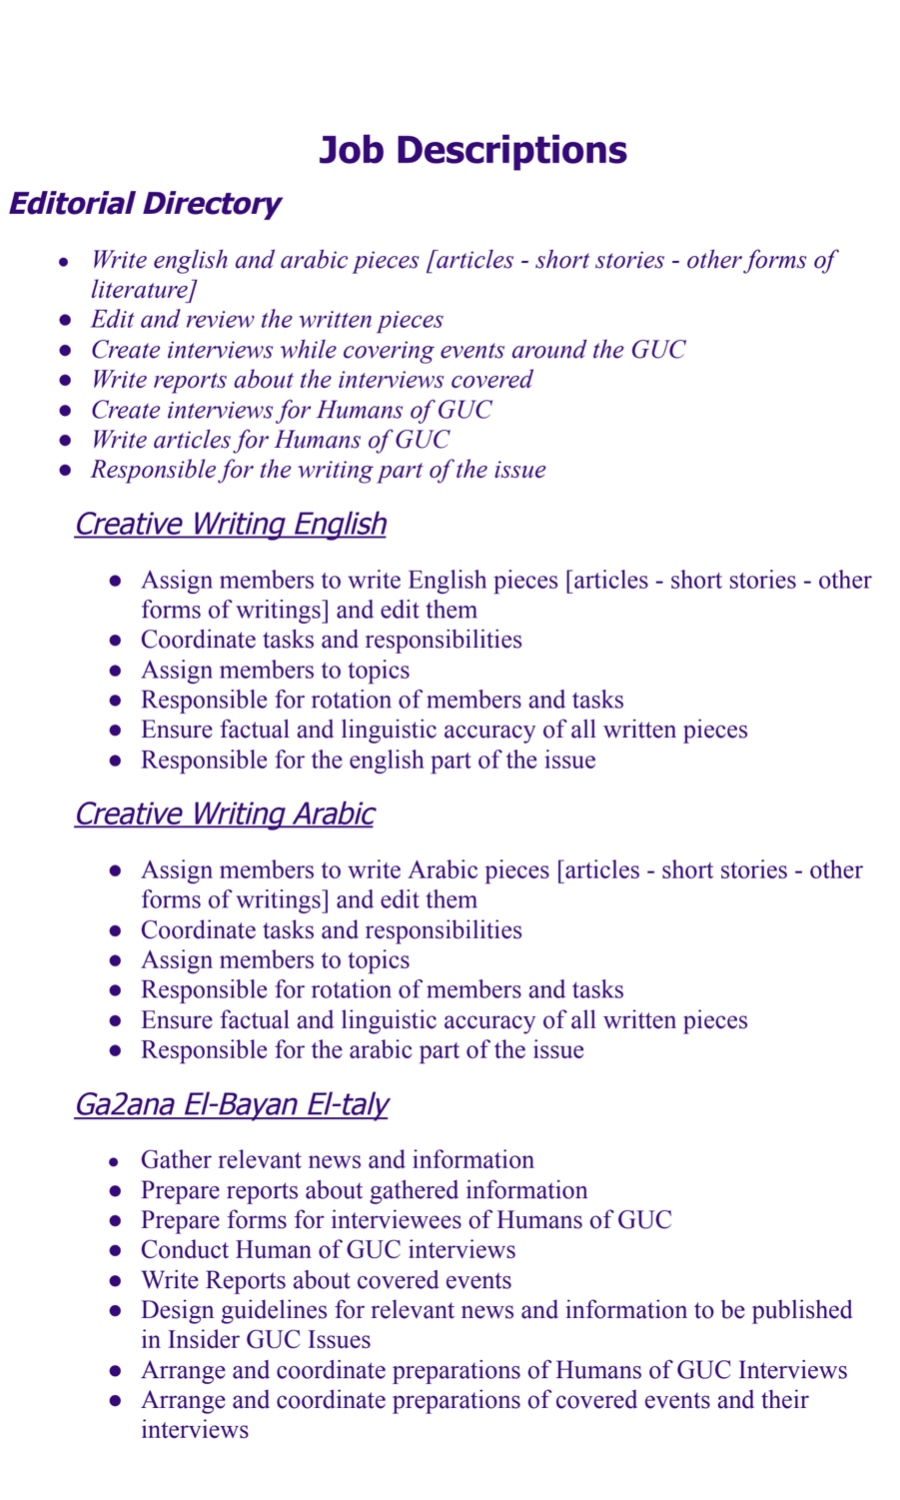 Job Descriptions
Editorial Directory
● Write english and arabic pieces [articles - short stories - other forms of
literature]
● Edit and review the written pieces
● Create interviews while covering events around the GUC
● Write reports about the interviews covered
● Create interviews for Humans of GUC
● Write articles for Humans of GUC
● Responsible for the writing part of the issue
Creative Writing English
● Assign members to write English pieces [articles - short stories - other
forms of writings] and edit them
● Coordinate tasks and responsibilities
● Assign members to topics
● Responsible for rotation of members and tasks
● Ensure factual and linguistic accuracy of all written pieces
● Responsible for the english part of the issue
Creative Writing Arabic
● Assign members to write Arabic pieces [articles - short stories - other
forms of writings] and edit them
● Coordinate tasks and responsibilities
● Assign members to topics
● Responsible for rotation of members and tasks
● Ensure factual and linguistic accuracy of all written pieces
● Responsible for the arabic part of the issue
Ga2ana El-Bayan El-taly
● Gather relevant news and information
● Prepare reports about gathered information
● Prepare forms for interviewees of Humans of GUC
● Conduct Human of GUC interviews
● Write Reports about covered events
● Design guidelines for relevant news and information to be published
in Insider GUC Issues
● Arrange and coordinate preparations of Humans of GUC Interviews
● Arrange and coordinate preparations of covered events and their
interviews